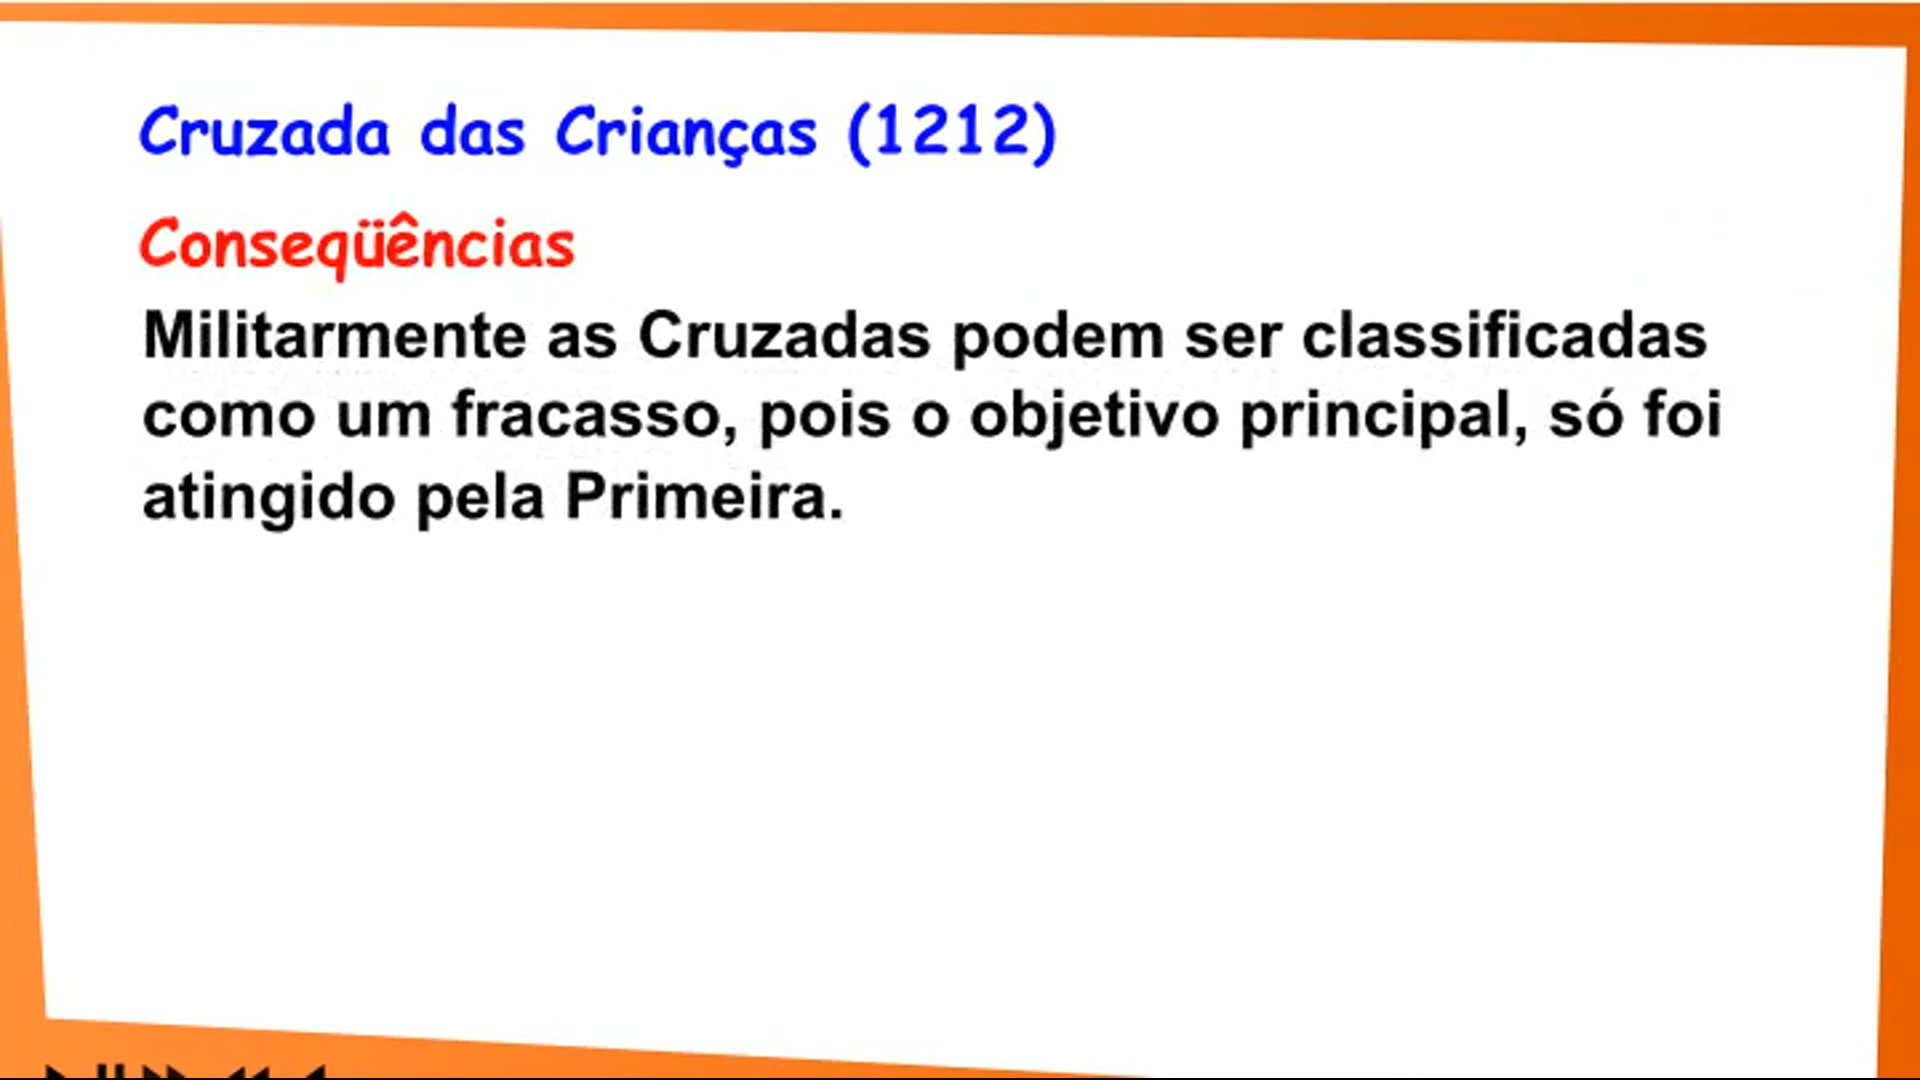 Cruzada das Crianças (1212)
Conseqüências
Militarmente as Cruzadas podem ser classificadas
como um fracasso, pois o objetivo principal, só foi
atingido pela Primeira.